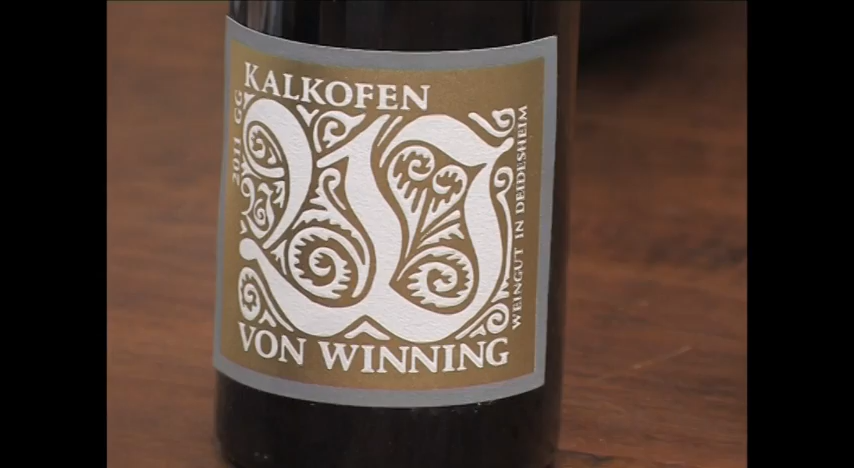 KALKOFEN
2011 GG
WEINGUT IN DEIDESHEIM
VON WINNING